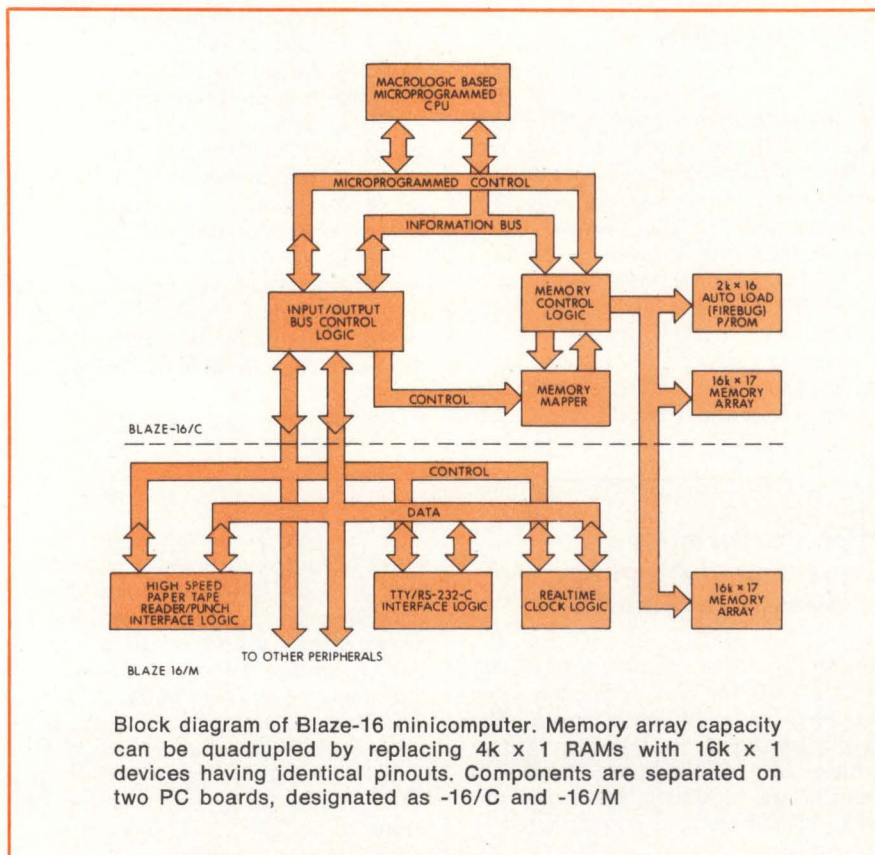 MACROLOGIC BASED
MICROPROGRAMMED
CPU
MICROPROGRAMMED CONTROL
INFORMATION BUS
INPUT/OUTPUT
BUS CONTROL
LOGIC
MEMORY
CONTROL
LOGIC
2k × 16
AUTO LOAD
(FIREBUG)
P/ROM
CONTROL
MEMORY
MAPPER
16k × 17
MEMORY
ARRAY
BLAZE-16/C
CONTROL
DATA
HIGH SPEED
PAPER TAPE
READER/PUNCH
INTERFACE LOGIC
TTY/RS-232-C
INTERFACE LOGIC
REALTIME
CLOCK LOGIC
16k × 17
MEMORY
ARRAY
TO OTHER PERIPHERALS
BLAZE 16/M
Block diagram of Blaze-16 minicomputer. Memory array capacity
can be quadrupled by replacing 4k x 1 RAMs with 16k x 1
devices having identical pinouts. Components are separated on
two PC boards, designated as -16/C and -16/M